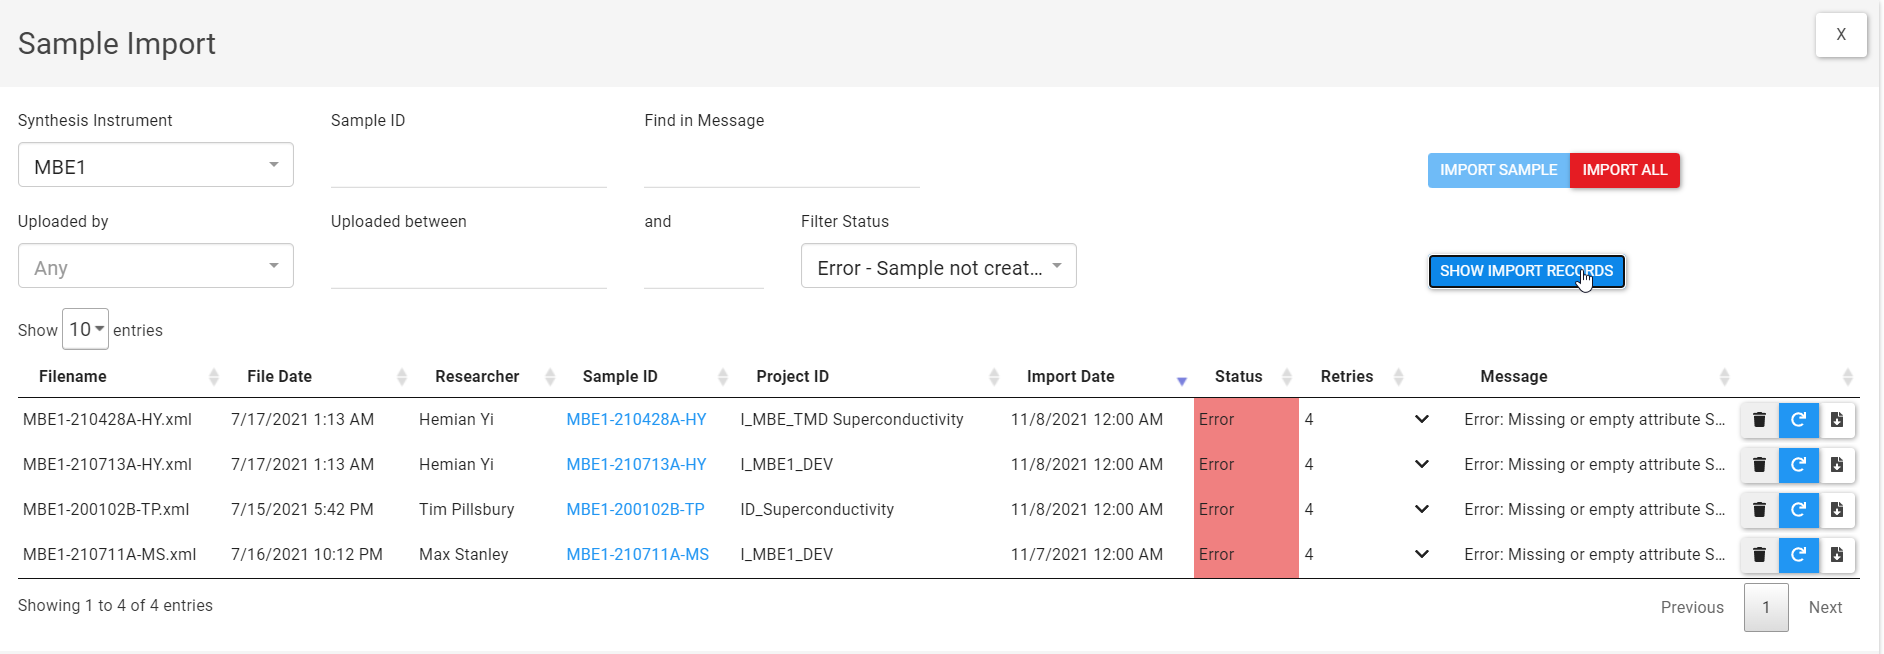 Sample Import
X
Synthesis Instrument Sample ID Find in Message
MBE1
IMPORT SAMPLE IMPORT ALL
Uploaded by Uploaded between and Filter Status
Any Error - Sample not creat...
SHOW IMPORT RECORDS
Show 10 entries
Filename File Date Researcher Sample ID Project ID Import Date Status Retries Message
MBE1-210428A-HY.xml 7/17/2021 1:13 AM Hemian Yi MBE1-210428A-HY I_MBE_TMD Superconductivity 11/8/2021 12:00 AM Error 4 Error: Missing or empty attribute S...
MBE1-210713A-HY.xml 7/17/2021 1:13 AM Hemian Yi MBE1-210713A-HY I_MBE1_DEV 11/8/2021 12:00 AM Error 4 Error: Missing or empty attribute S...
MBE1-200102B-TP.xml 7/15/2021 5:42 PM Tim Pillsbury MBE1-200102B-TP ID_Superconductivity 11/8/2021 12:00 AM Error 4 Error: Missing or empty attribute S...
MBE1-210711A-MS.xml 7/16/2021 10:12 PM Max Stanley MBE1-210711A-MS I_MBE1_DEV 11/7/2021 12:00 AM Error 4 Error: Missing or empty attribute S...
Showing 1 to 4 of 4 entries Previous 1 Next